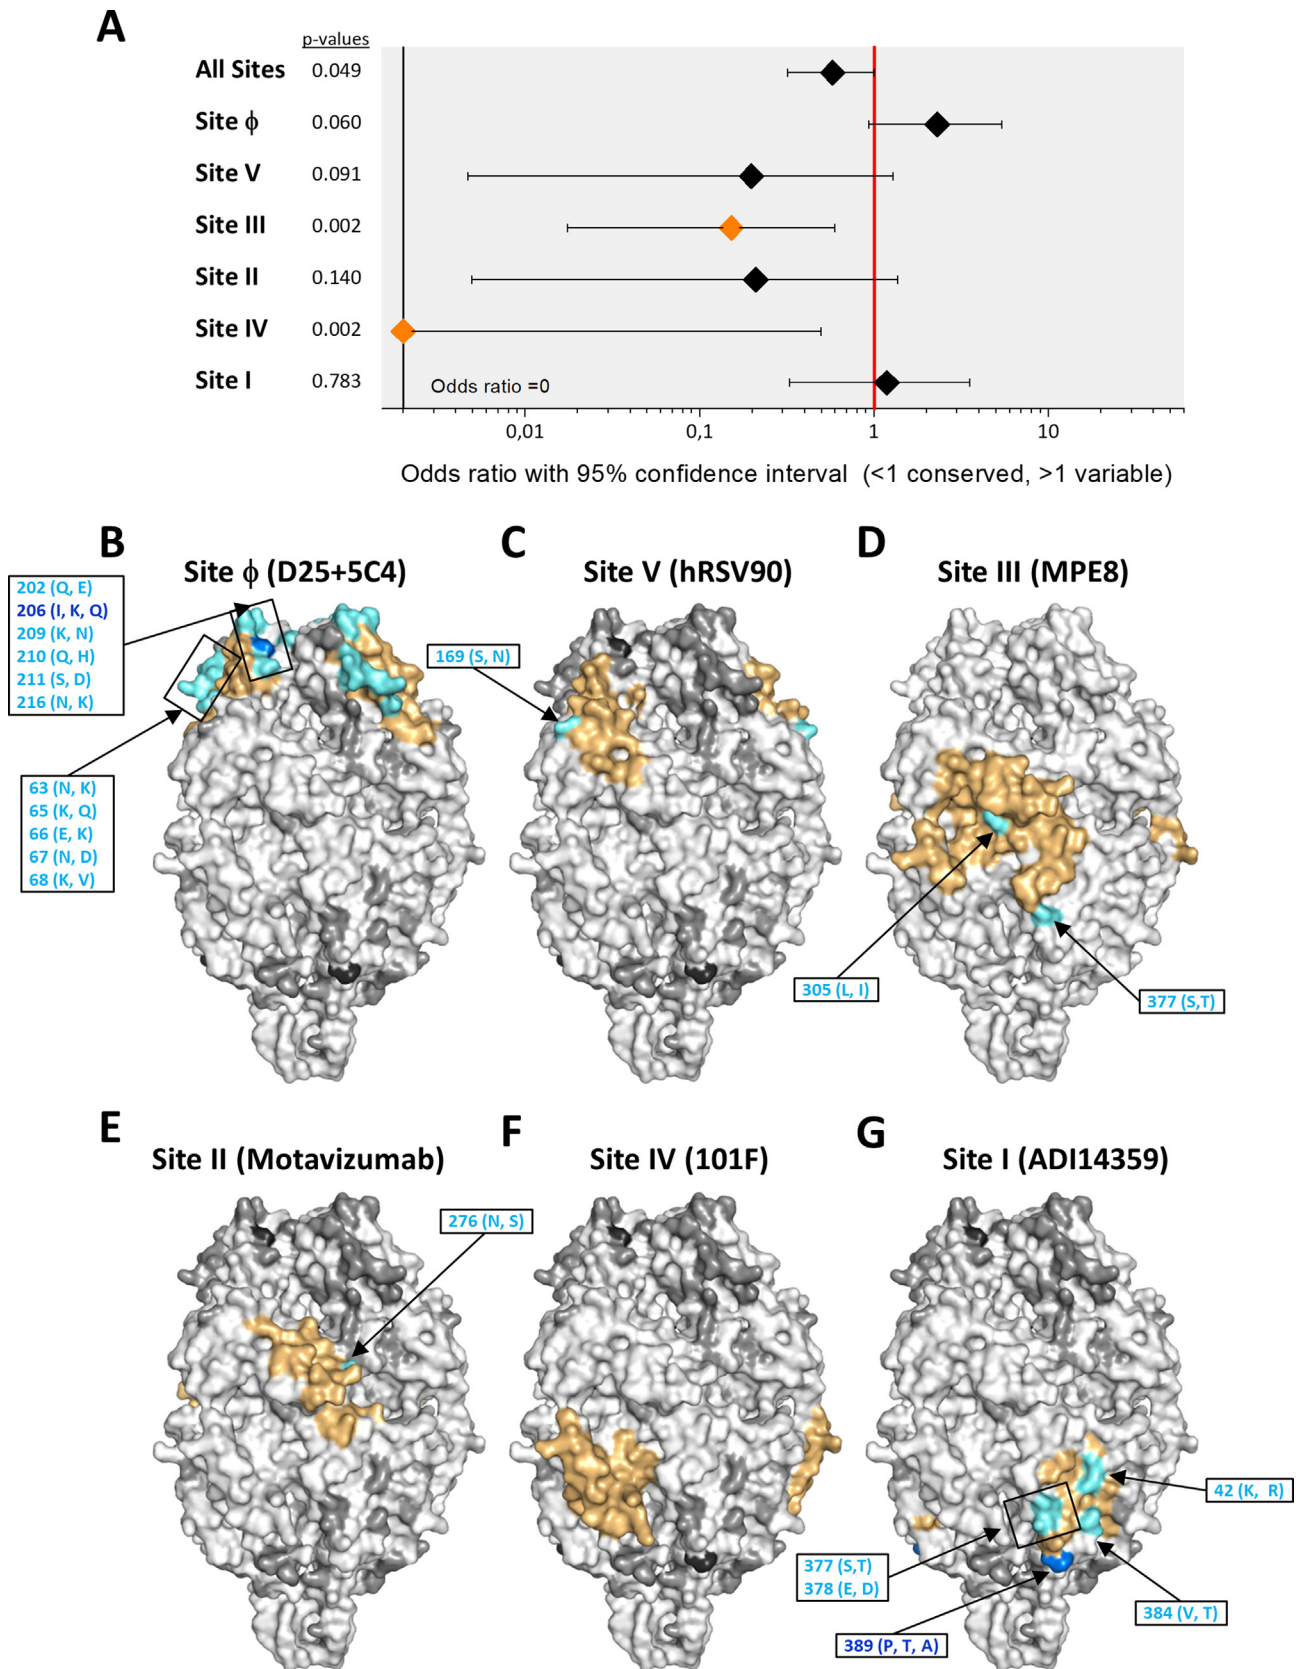 A
p-values
All Sites 0.049
Site ϕ 0.060
Site V 0.091
Site III 0.002
Site II 0.140
Site IV 0.002
Site I 0.783
Odds ratio =0
0,01 0,1 1 10
Odds ratio with 95% confidence interval (<1 conserved, >1 variable)
B
Site ϕ (D25+5C4)
202 (Q, E)
206 (I, K, Q)
209 (K, N)
210 (Q, H)
211 (S, D)
216 (N, K)
63 (N, K)
65 (K, Q)
66 (E, K)
67 (N, D)
68 (K, V)
C
Site V (hRSV90)
169 (S, N)
D
Site III (MPE8)
305 (L, I)
377 (S,T)
E
Site II (Motavizumab)
276 (N, S)
F
Site IV (101F)
G
Site I (ADI14359)
42 (K, R)
377 (S,T)
378 (E, D)
384 (V, T)
389 (P, T, A)